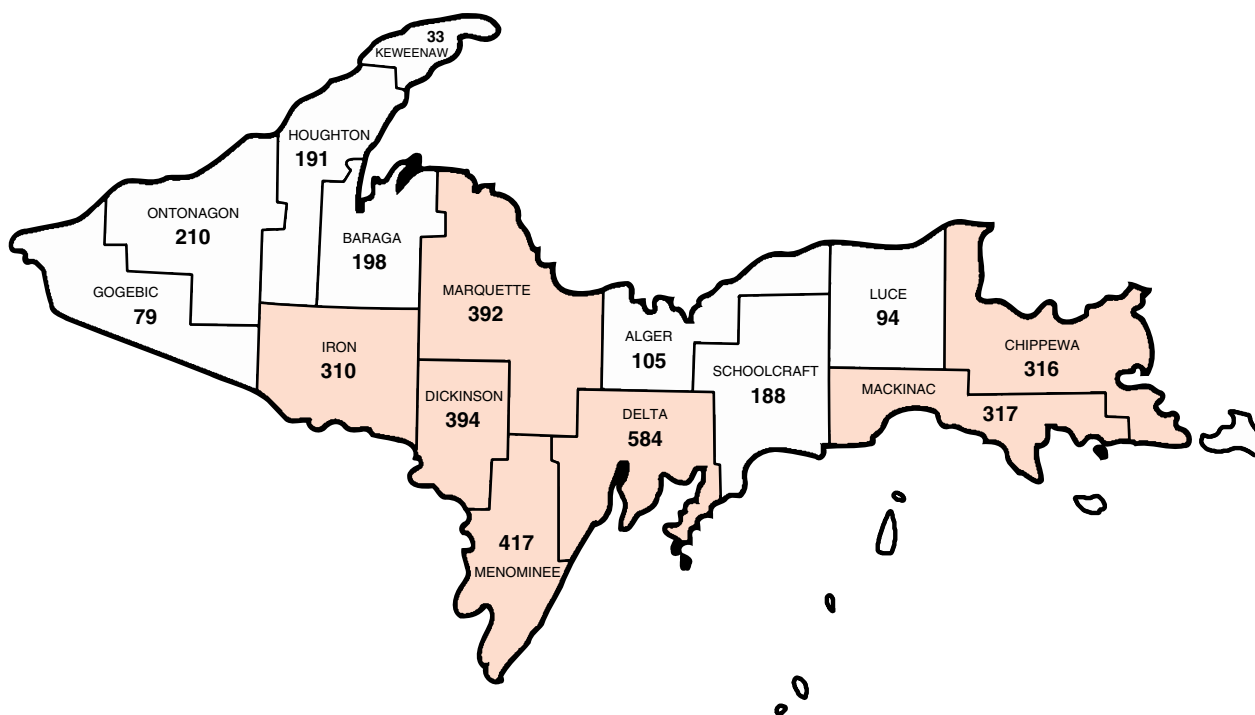 33
KEWEENAW
HOUGHTON
191
ONTONAGON
210
BARAGA
198
GOGEBIC
79
MARQUETTE
392
IRON
310
DICKINSON
394
ALGER
105
LUCE
94
SCHOOLCRAFT
188
CHIPPEWA
316
MACKINAC
317
DELTA
584
417
MENOMINEE